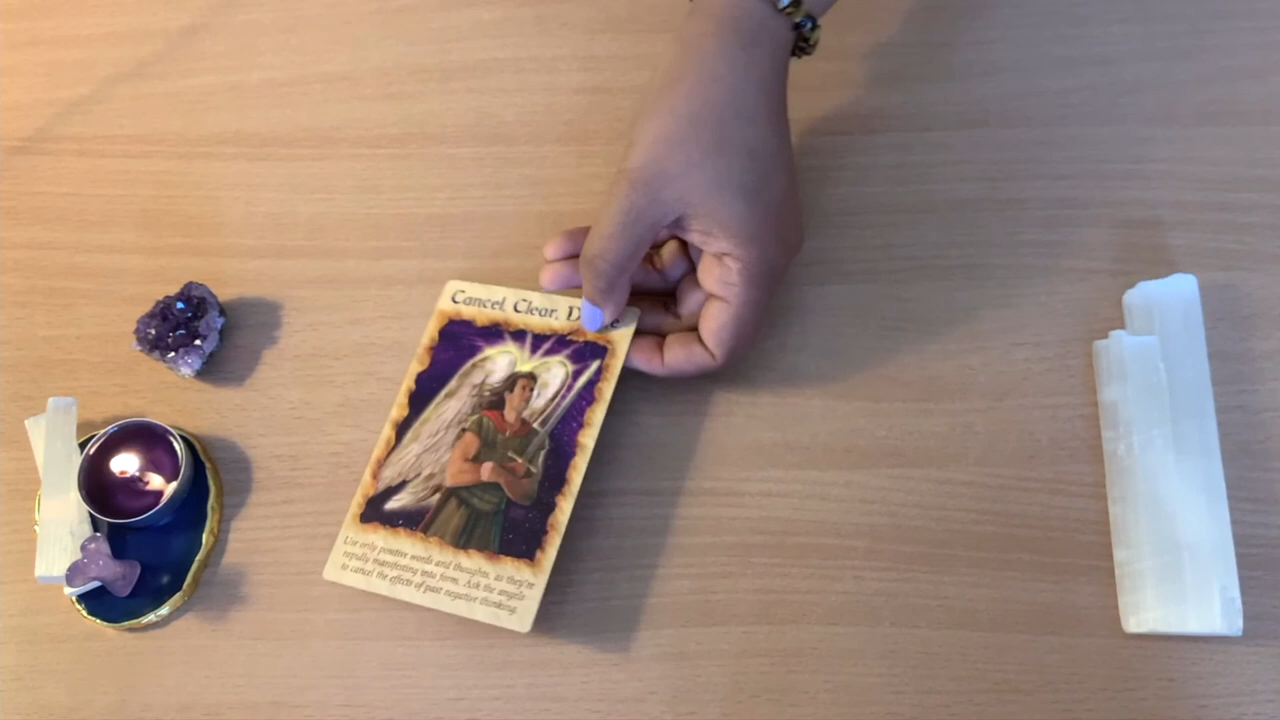 Cancel, Clear, D e
Use only positive words and thoughts, as they're
rapidly manifesting into form. Ask the angels
to cancel the effects of past negative thinking.